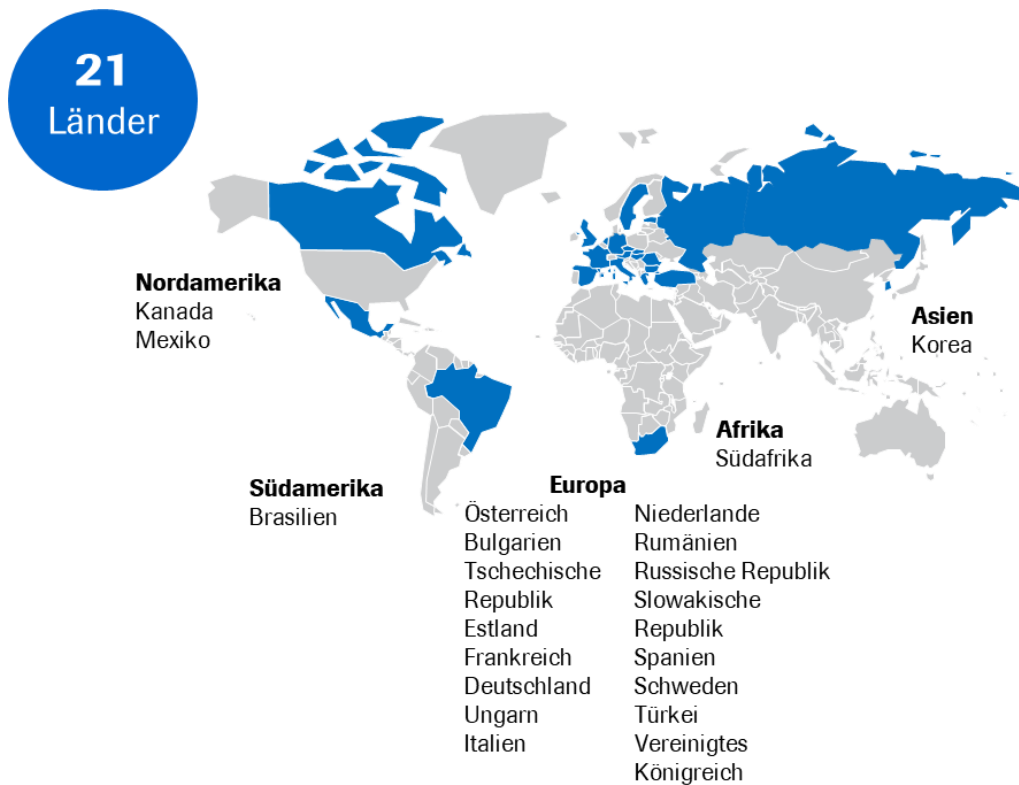 21
Länder
Nordamerika
Kanada
Mexiko
Asien
Korea
Afrika
Südafrika
Südamerika
Brasilien
Europa
Österreich
Bulgarien
Tschechische
Republik
Estland
Frankreich
Deutschland
Ungarn
Italien
Niederlande
Rumänien
Russische Republik
Slowakische
Republik
Spanien
Schweden
Türkei
Vereinigtes
Königreich